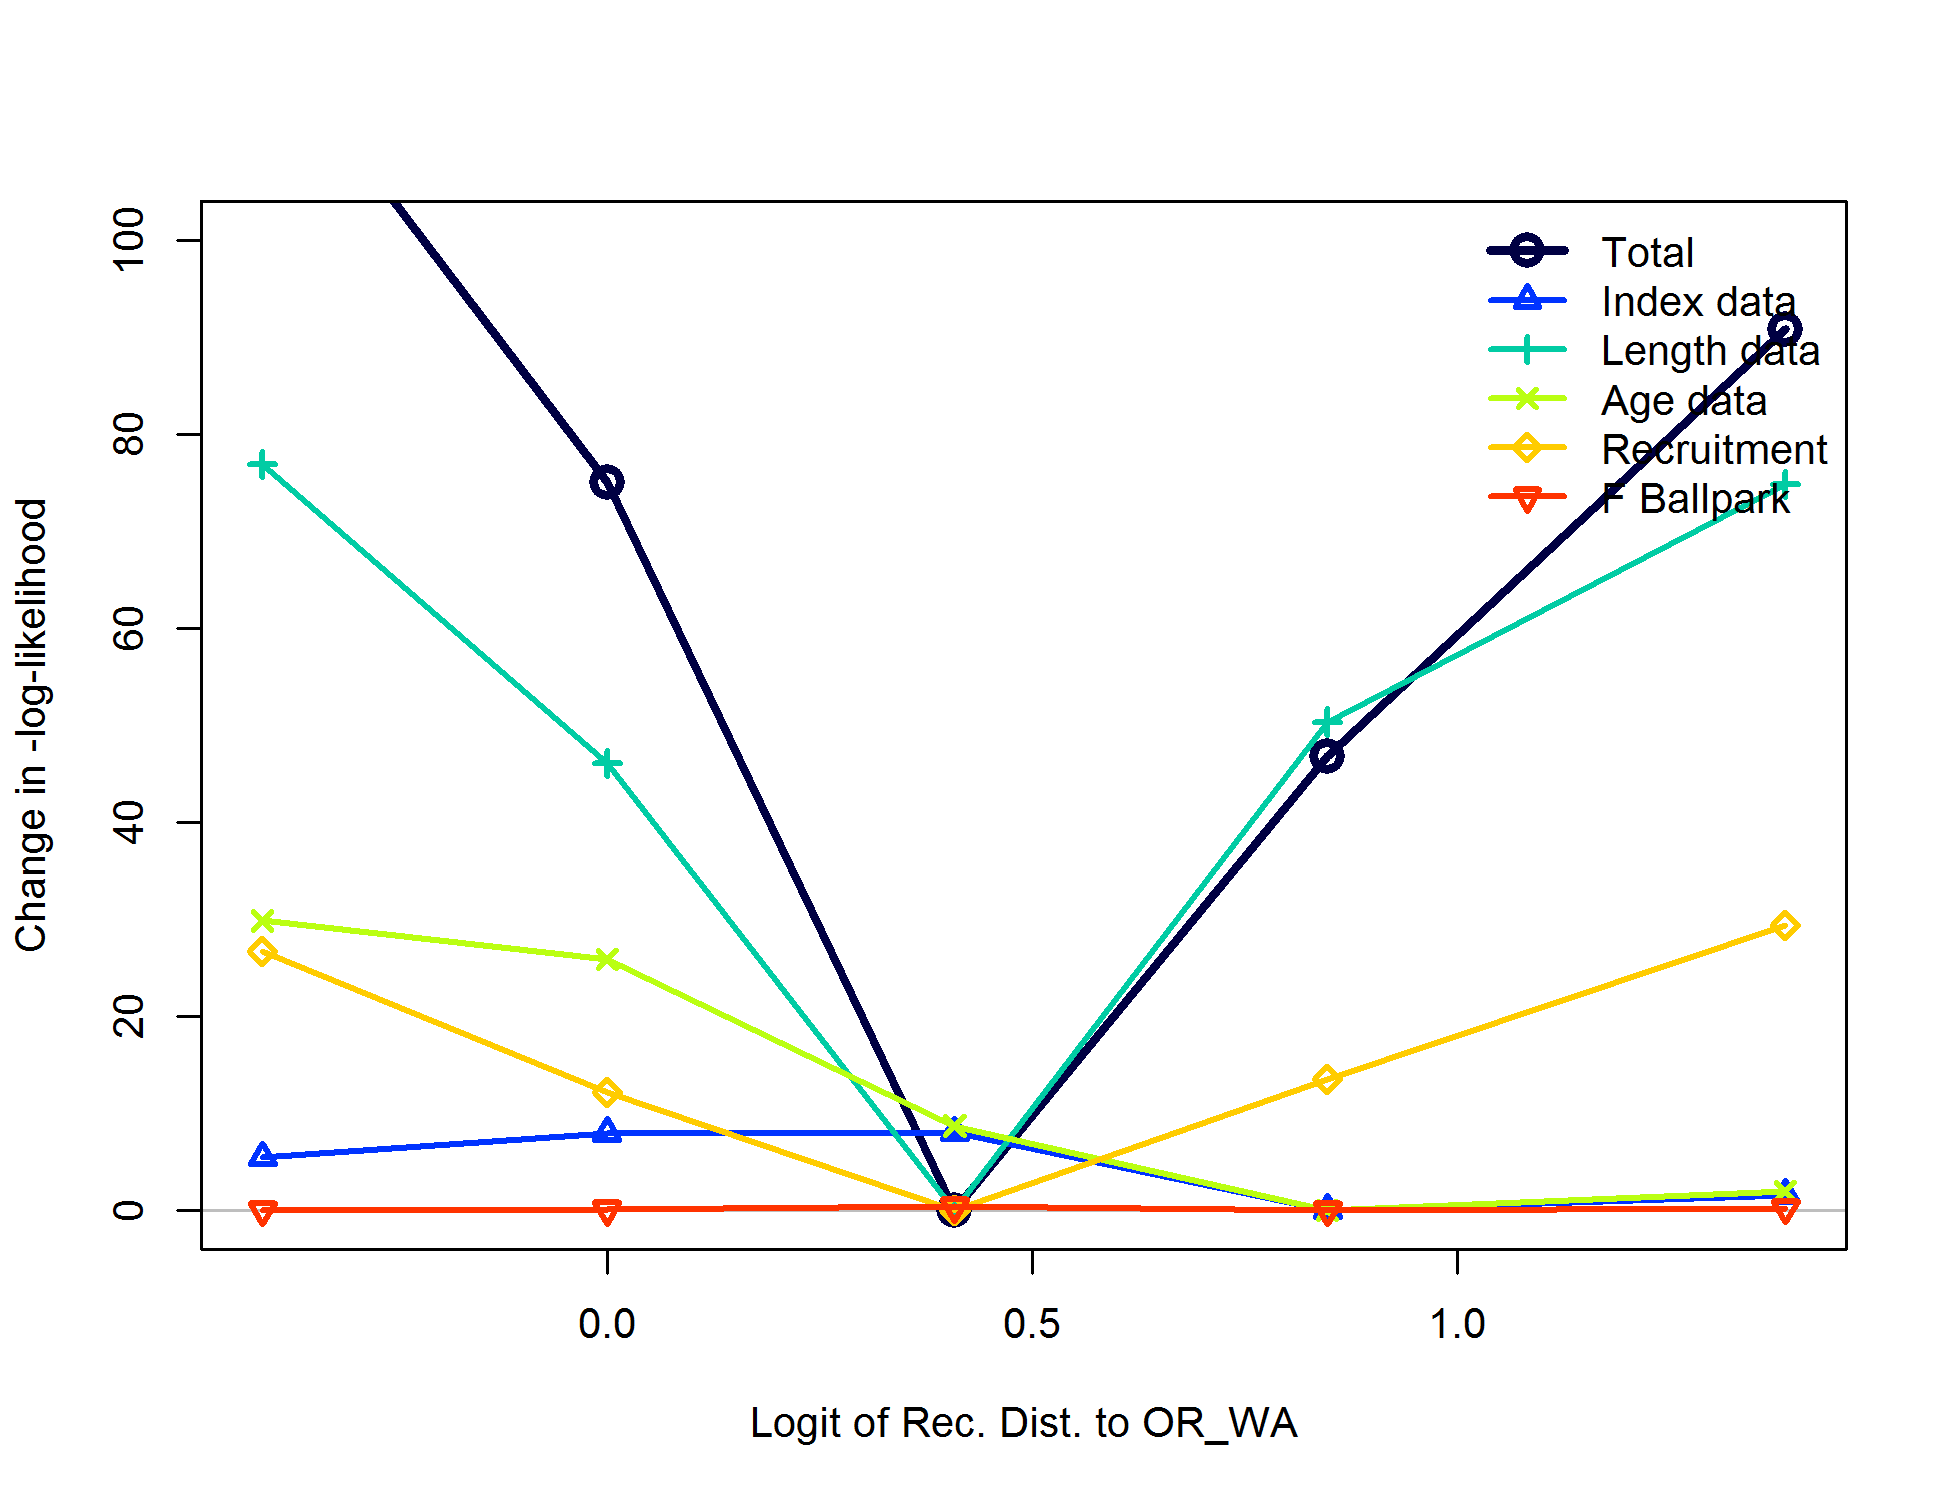 100
80
60
40
20
0
Change in -log-likelihood
Total
Index data
Length data
Age data
Recruitment
F Ballpark
0.0 0.5 1.0
Logit of Rec. Dist. to OR_WA